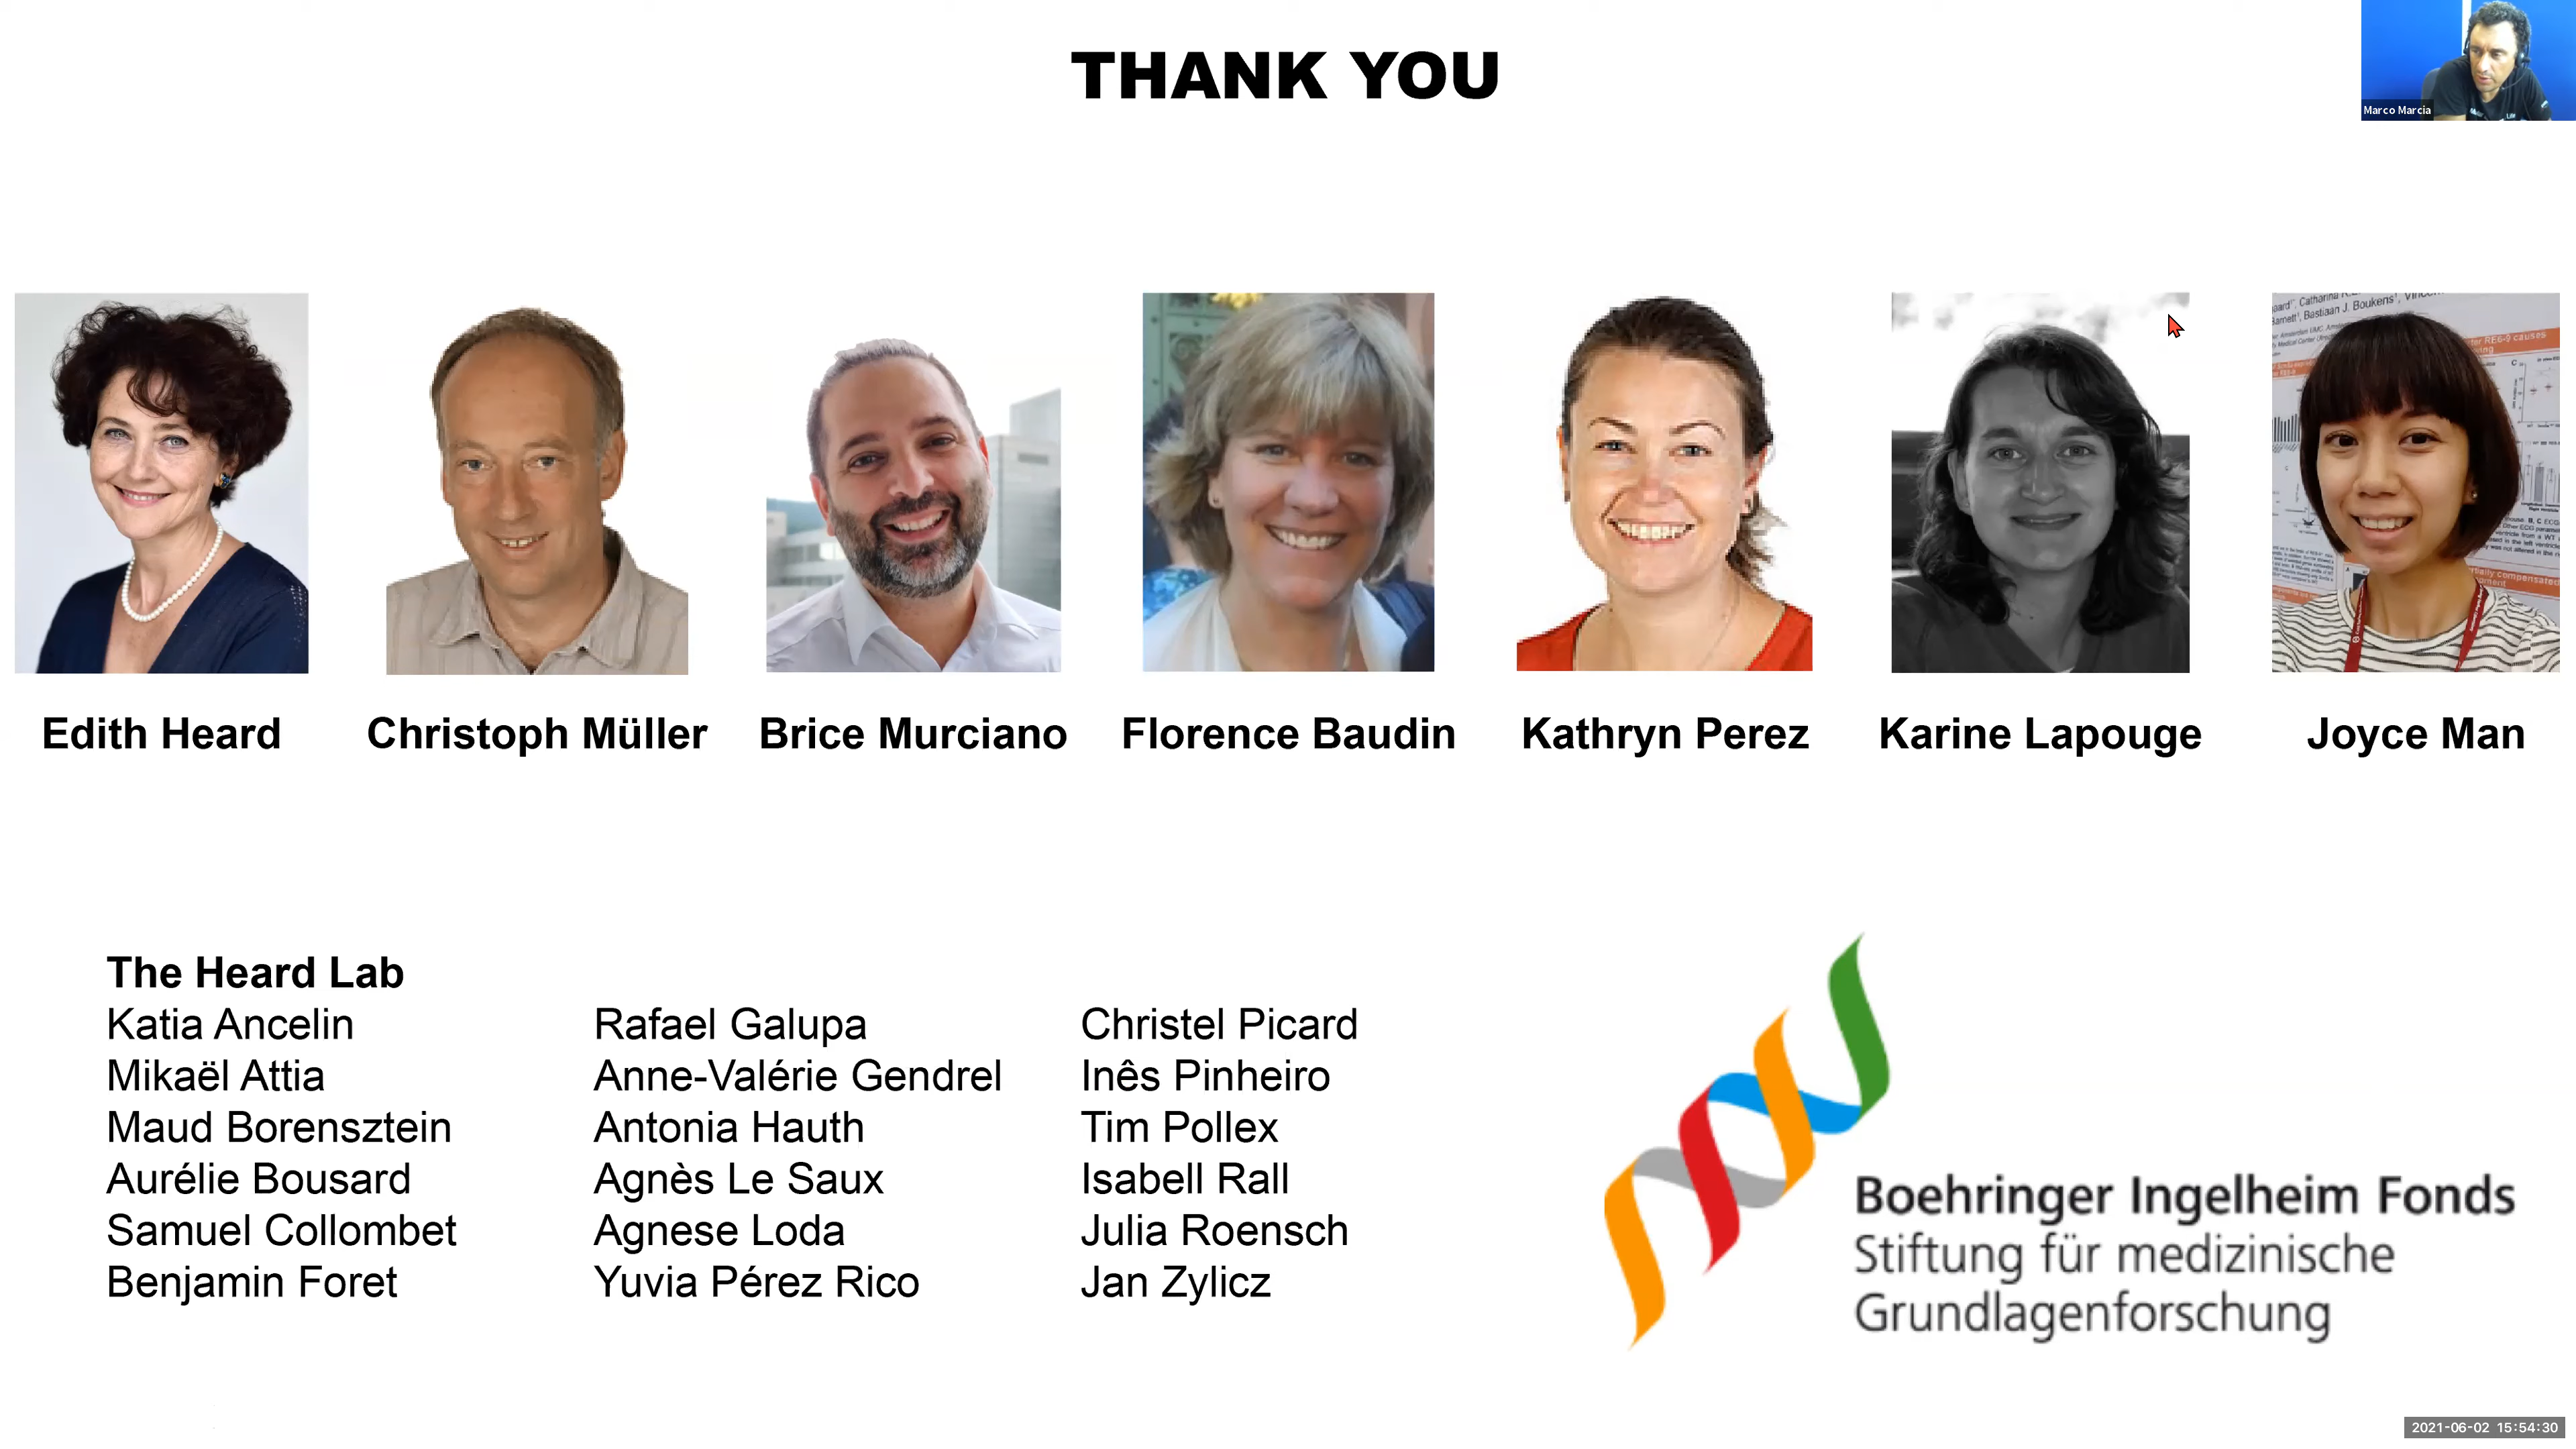 THANK YOU
Marco Marcia
Edith Heard
Christoph Müller
Brice Murciano
Florence Baudin
Kathryn Perez
Karine Lapouge
Joyce Man
The Heard Lab
Katia Ancelin
Mikaël Attia
Maud Borensztein
Aurélie Bousard
Samuel Collombet
Benjamin Foret
Rafael Galupa
Anne-Valérie Gendrel
Antonia Hauth
Agnès Le Saux
Agnese Loda
Yuvia Pérez Rico
Christel Picard
Inês Pinheiro
Tim Pollex
Isabell Rall
Julia Roensch
Jan Zylicz
Boehringer Ingelheim Fonds
Stiftung für medizinische
Grundlagenforschung
2021-06-02 15:54:30